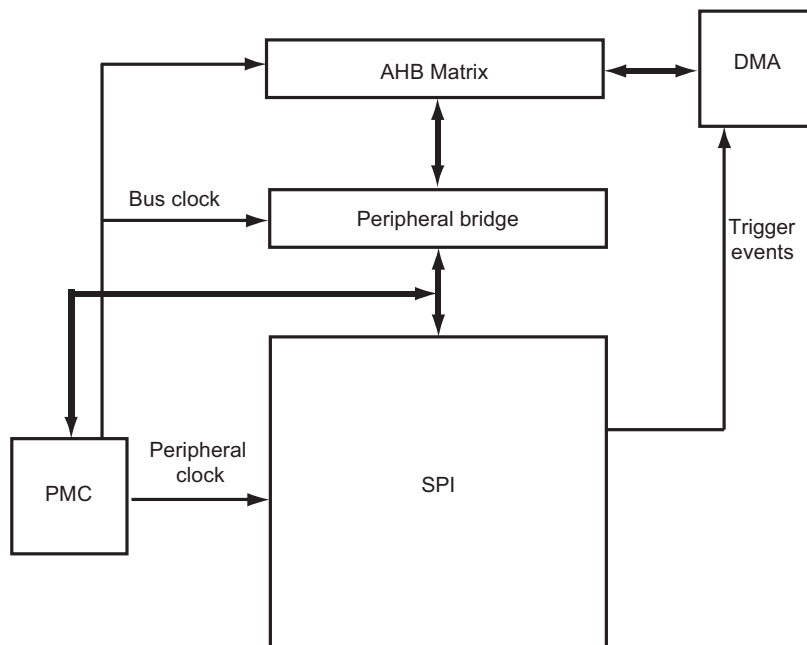 AHB Matrix
DMA
Bus clock
Peripheral bridge
Trigger
events
Peripheral
clock
PMC
SPI